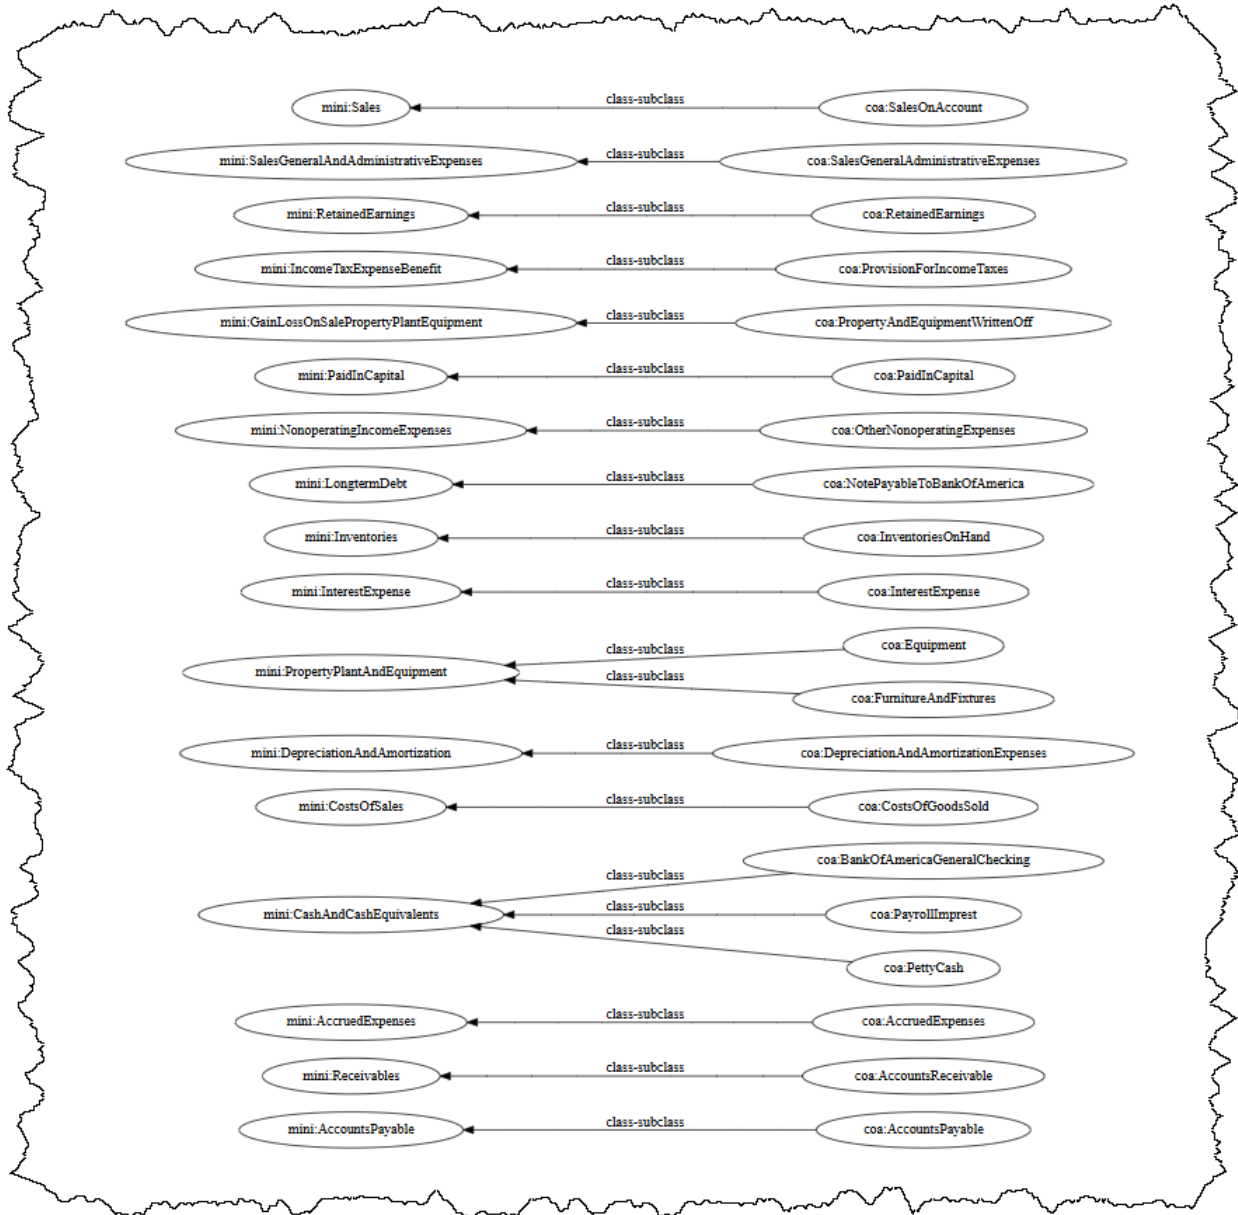 mini:Sales class-subclass coa:SalesOnAccount
mini:SalesGeneralAndAdministrativeExpenses class-subclass coa:SalesGeneralAdministrativeExpenses
mini:RetainedEarnings class-subclass coa:RetainedEarnings
mini:IncomeTaxExpenseBenefit class-subclass coa:ProvisionForIncomeTaxes
mini:GainLossOnSalePropertyPlantEquipment class-subclass coa:PropertyAndEquipmentWrittenOff
mini:PaidInCapital class-subclass coa:PaidInCapital
mini:NonoperatingIncomeExpenses class-subclass coa:OtherNonoperatingExpenses
mini:LongtermDebt class-subclass coa:NotePayableToBankOfAmerica
mini:Inventories class-subclass coa:InventoriesOnHand
mini:InterestExpense class-subclass coa:InterestExpense
class-subclass coa:Equipment
mini:PropertyPlantAndEquipment class-subclass
coa:FurnitureAndFixtures
mini:DepreciationAndAmortization class-subclass coa:DepreciationAndAmortizationExpenses
mini:CostsOfSales class-subclass coa:CostsOfGoodsSold
coa:BankOfAmericaGeneralChecking
class-subclass
mini:CashAndCashEquivalents class-subclass coa:PayrollImprest
class-subclass
coa:PettyCash
mini:AccruedExpenses class-subclass coa:AccruedExpenses
mini:Receivables class-subclass coa:AccountsReceivable
mini:AccountsPayable class-subclass coa:AccountsPayable